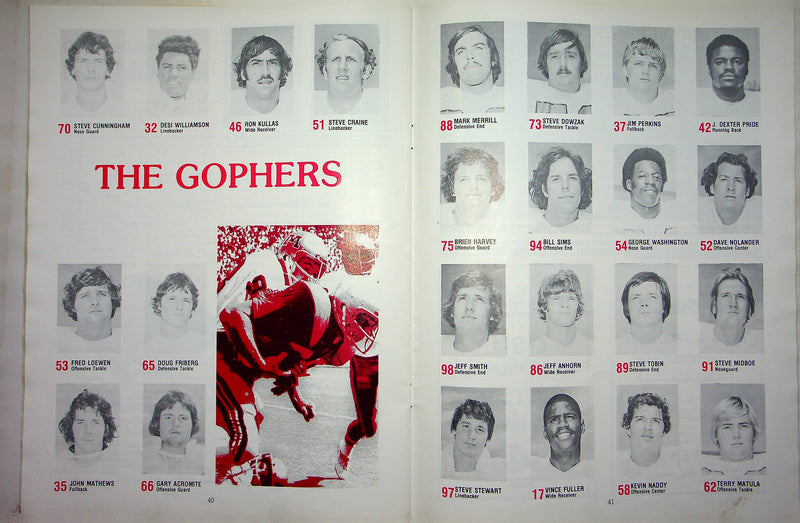 70 STEVE CUNNINGHAM
Nose Guard
32 DESI WILLIAMSON
Linebacker
46 RON KULLAS
Wide Receiver
51 STEVE CRAINE
Linebacker
THE GOPHERS
53 FRED LOEWEN
Offensive Tackle
65 DOUG FRIBERG
Defensive Tackle
35 JOHN MATHEWS
Fullback
66 GARY ACROMITE
Offensive Guard
40
88 MARK MERRILL
Defensive End
73 STEVE DOWZAK
Defensive Tackle
37 JIM PERKINS
Fullback
42 J. DEXTER PRIDE
Running Back
75 BRIEN HARVEY
Offensive Guard
94 BILL SIMS
Offensive End
54 GEORGE WASHINGTON
Nose Guard
52 DAVE NOLANDER
Offensive Center
98 JEFF SMITH
Defensive End
86 JEFF ANHORN
Wide Receiver
89 STEVE TOBIN
Defensive End
91 STEVE MIDBOE
Noseguard
97 STEVE STEWART
Linebacker
17 VINCE FULLER
Wide Receiver
58 KEVIN NADDY
Offensive Center
62 TERRY MATULA
Offensive Guard
41